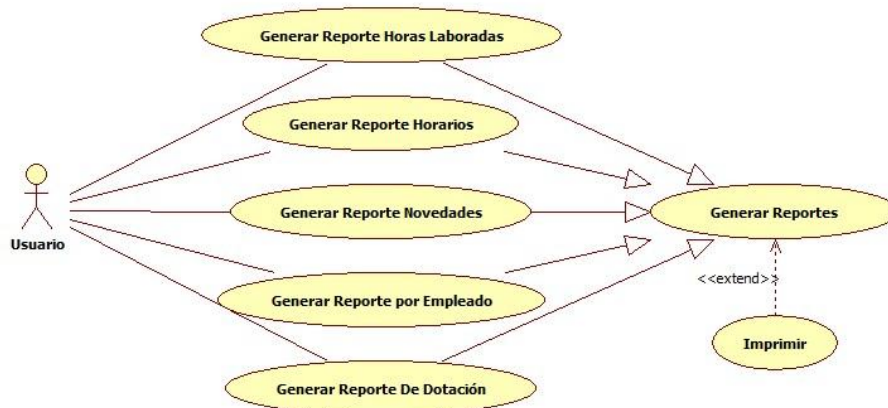 Generar Reporte Horas Laboradas
Generar Reporte Horarios
Usuario
Generar Reporte Novedades
Generar Reportes
Generar Reporte por Empleado
<<extend>>
Imprimir
Generar Reporte De Dotación